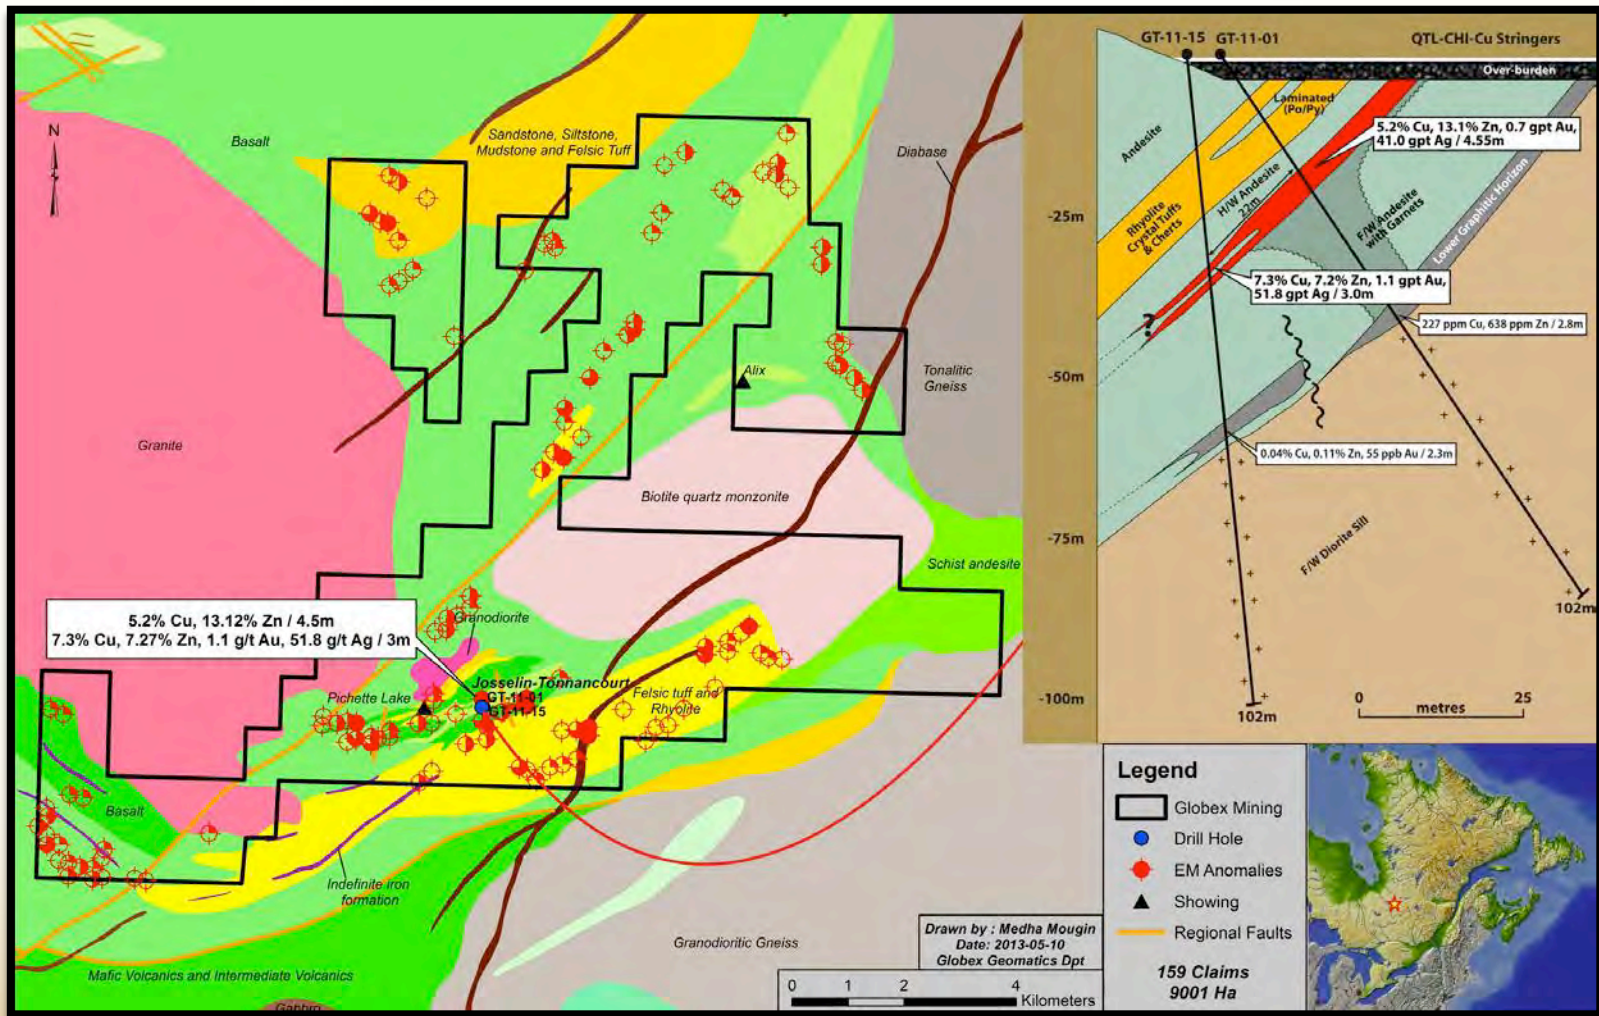 N
Basalt
Sandstone, Siltstone,
Mudstone and Felsic Tuff
Diabase
Tonalitic
Gneiss
Alix
Granite
Biotite quartz monzonite
Schist andesite
5.2% Cu, 13.12% Zn / 4.5m
7.3% Cu, 7.27% Zn, 1.1 g/t Au, 51.8 g/t Ag / 3m
Granodiorite
Josselin-Tonnancourt
GT-11-01
GT-11-15
Pichette Lake
Felsic tuff and
Rhyolite
Basalt
Indefinite iron
formation
Granodioritic Gneiss
Mafic Volcanics and Intermediate Volcanics
Gabbro
Drawn by : Medha Mougin
Date: 2013-05-10
Globex Geomatics Dpt
0 1 2 4
Kilometers
GT-11-15 GT-11-01
QTL-CHI-Cu Stringers
Over-burden
Laminated
(Po/Py)
Andesite
5.2% Cu, 13.1% Zn, 0.7 gpt Au,
41.0 gpt Ag / 4.55m
H/W Andesite
22m
Rhyolite
Crystal Tuffs
& Cherts
F/W Andesite
with Garnets
Lower Graphitic Horizon
7.3% Cu, 7.2% Zn, 1.1 gpt Au,
51.8 gpt Ag / 3.0m
?
227 ppm Cu, 638 ppm Zn / 2.8m
0.04% Cu, 0.11% Zn, 55 ppb Au / 2.3m
F/W Diorite Sill
-25m
-50m
-75m
-100m
102m
102m
0 25
metres
Legend
Globex Mining
Drill Hole
EM Anomalies
Showing
Regional Faults
159 Claims
9001 Ha